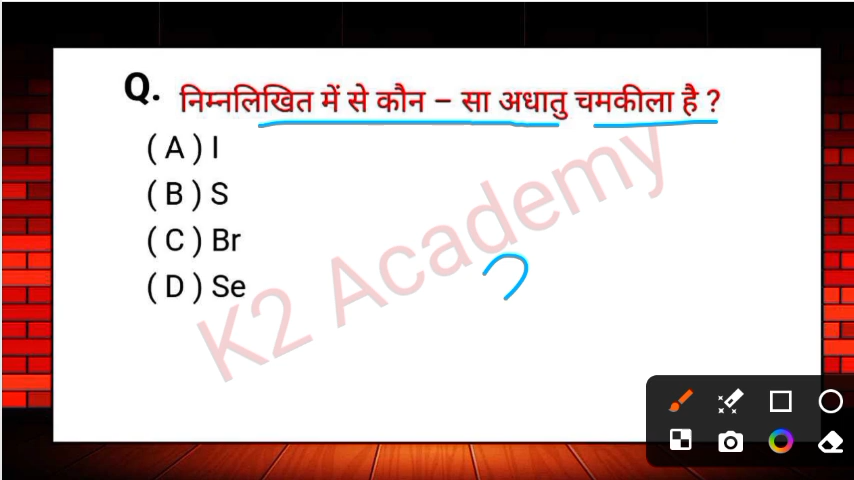 Q. निम्नलिखित में से कौन – सा अधातु चमकीला है ?
( A ) I
( B ) S
( C ) Br
( D ) Se
K2 Academy